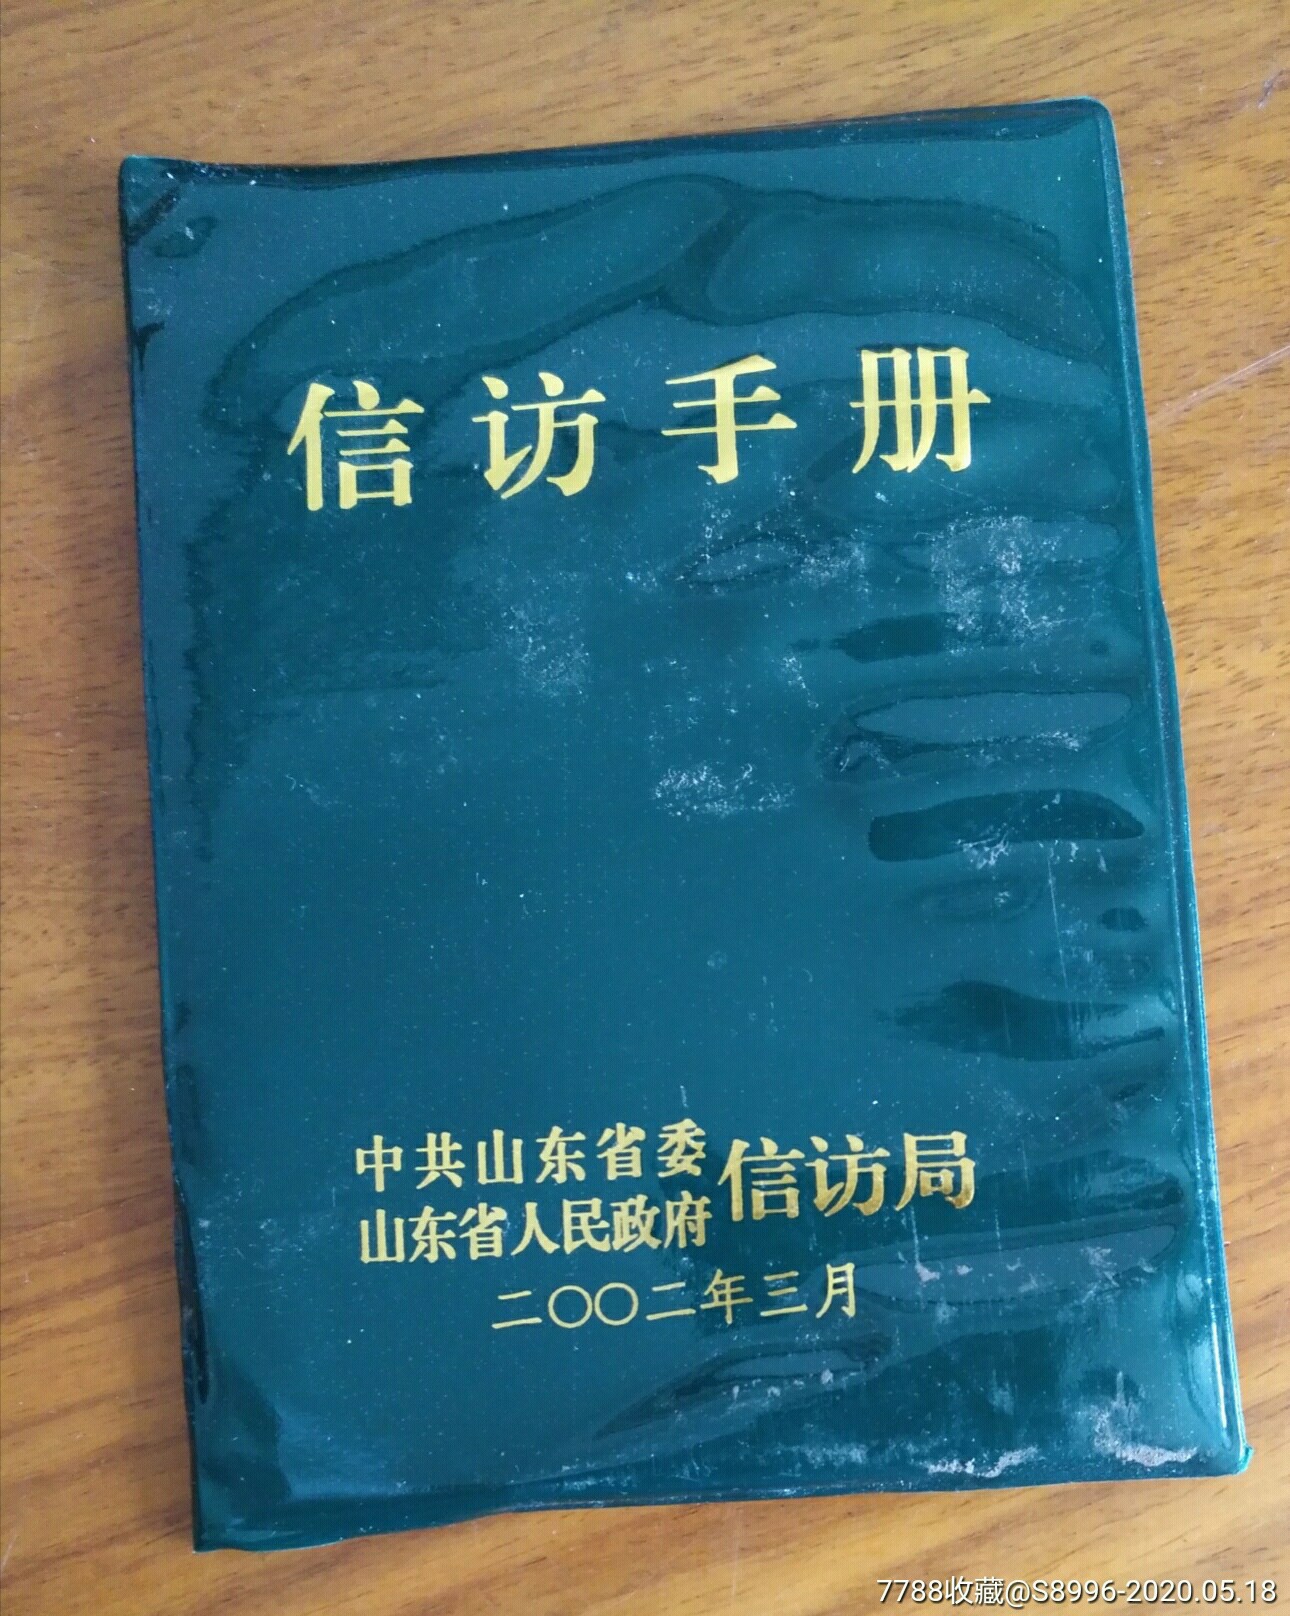 信访手册
中共山东省委
山东省人民政府
信访局
二〇〇二年三月
7788收藏@S8996-2020.05.18